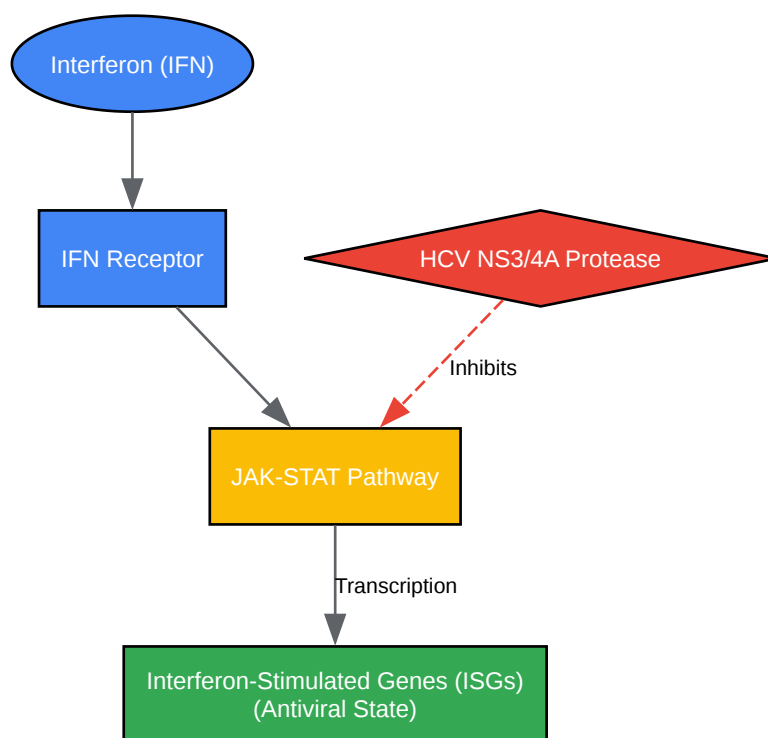 Interferon (IFN)
IFN Receptor
HCV NS3/4A Protease
Inhibits
JAK-STAT Pathway
Transcription
Interferon-Stimulated Genes (ISGs)
(Antiviral State)